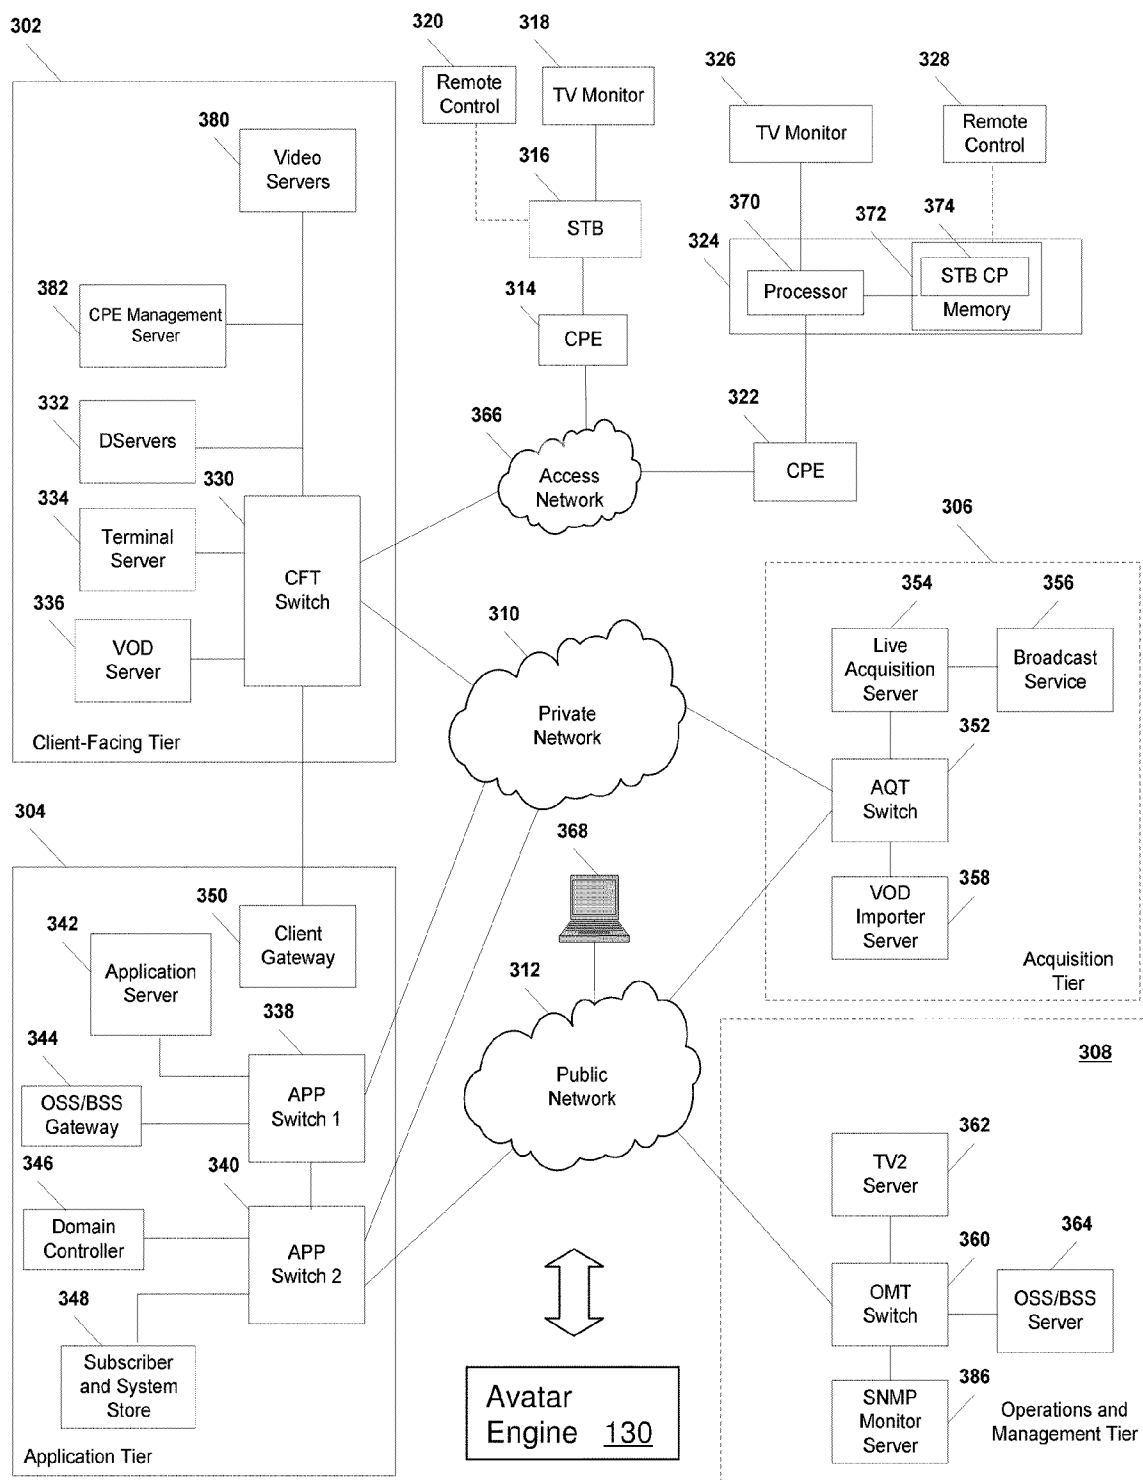 302
320
318
326
328
Remote
Control
TV Monitor
TV Monitor
Remote
Control
380
Video
Servers
316
STB
370
372
374
324
STB CP
Processor
Memory
382
CPE Management
Server
314
CPE
332
DServers
366
322
Access
Network
CPE
330
334
Terminal
Server
CFT
Switch
306
336
VOD
Server
310
354
356
Live
Acquisition
Server
Broadcast
Service
Private
Network
Client-Facing Tier
352
AQT
Switch
304
368
350
342
Client
Gateway
358
VOD
Importer
Server
Application
Server
312
Acquisition
Tier
338
344
308
APP
Switch 1
Public
Network
OSS/BSS
Gateway
362
TV2
Server
346
340
Domain
Controller
APP
Switch 2
360
364
OMT
Switch
OSS/BSS
Server
348
Subscriber
and System
Store
386
SNMP
Monitor
Server
Avatar
Engine 130
Operations and
Management Tier
Application Tier